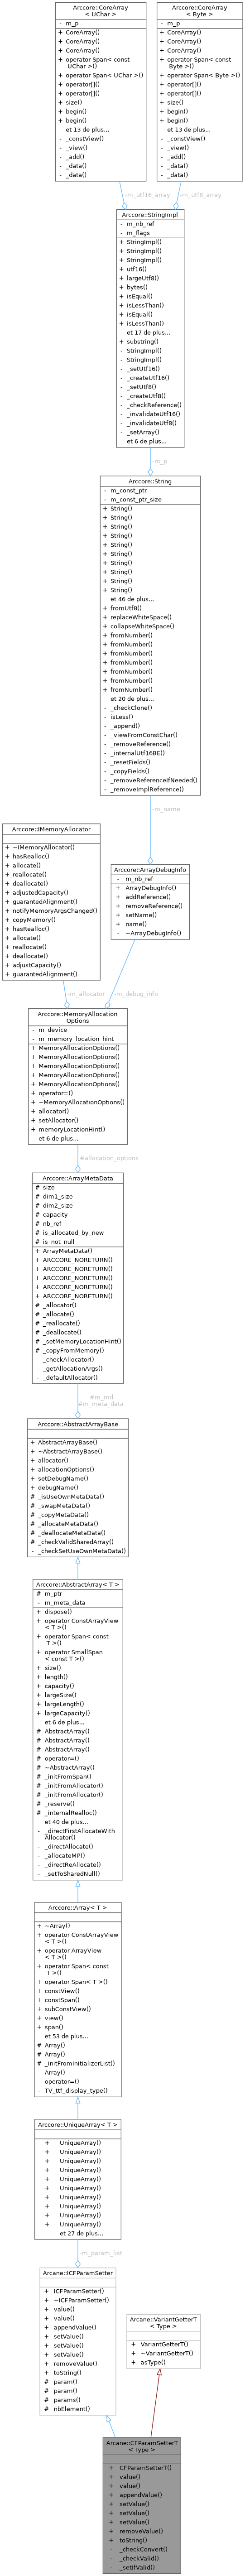 Arccore::CoreArray
< UChar >
- m_p
+ CoreArray()
+ CoreArray()
+ CoreArray()
+ operator Span< const
UChar >()
+ operator Span< UChar >()
+ operator[]()
+ operator[]()
+ size()
+ begin()
+ begin()
et 13 de plus...
- _constView()
- _view()
- _add()
- _data()
- _data()
Arccore::CoreArray
< Byte >
- m_p
+ CoreArray()
+ CoreArray()
+ CoreArray()
+ operator Span< const
Byte >()
+ operator Span< Byte >()
+ operator[]()
+ operator[]()
+ size()
+ begin()
+ begin()
et 13 de plus...
- _constView()
- _view()
- _add()
- _data()
- _data()
-m_utf16_array
-m_utf8_array
Arccore::StringImpl
- m_nb_ref
- m_flags
+ StringImpl()
+ StringImpl()
+ StringImpl()
+ utf16()
+ largeUtf8()
+ bytes()
+ isEqual()
+ isLessThan()
+ isEqual()
+ isLessThan()
et 17 de plus...
+ substring()
- StringImpl()
- StringImpl()
- _setUtf16()
- _createUtf16()
- _setUtf8()
- _createUtf8()
- _checkReference()
- _invalidateUtf16()
- _invalidateUtf8()
- _setArray()
et 6 de plus...
-m_p
Arccore::String
- m_const_ptr
- m_const_ptr_size
+ String()
+ String()
+ String()
+ String()
+ String()
+ String()
+ String()
+ String()
+ String()
+ String()
et 46 de plus...
+ fromUtf8()
+ replaceWhiteSpace()
+ collapseWhiteSpace()
+ fromNumber()
+ fromNumber()
+ fromNumber()
+ fromNumber()
+ fromNumber()
+ fromNumber()
+ fromNumber()
et 20 de plus...
- _checkClone()
- isLess()
- _append()
- _viewFromConstChar()
- _removeReference()
- _internalUtf16BE()
- _resetFields()
- _copyFields()
- _removeReferenceIfNeeded()
- _removeImplReference()
-m_name
Arccore::IMemoryAllocator
+ ~IMemoryAllocator()
+ hasRealloc()
+ allocate()
+ reallocate()
+ deallocate()
+ adjustedCapacity()
+ guarantedAlignment()
+ notifyMemoryArgsChanged()
+ copyMemory()
+ hasRealloc()
+ allocate()
+ reallocate()
+ deallocate()
+ adjustCapacity()
+ guarantedAlignment()
Arccore::ArrayDebugInfo
- m_nb_ref
+ ArrayDebugInfo()
+ addReference()
+ removeReference()
+ setName()
+ name()
- ~ArrayDebugInfo()
-m_allocator
-m_debug_info
Arccore::MemoryAllocation
Options
- m_device
- m_memory_location_hint
+ MemoryAllocationOptions()
+ MemoryAllocationOptions()
+ MemoryAllocationOptions()
+ MemoryAllocationOptions()
+ MemoryAllocationOptions()
+ operator=()
+ ~MemoryAllocationOptions()
+ allocator()
+ setAllocator()
+ memoryLocationHint()
et 6 de plus...
#allocation_options
Arccore::ArrayMetaData
# size
# dim1_size
# dim2_size
# capacity
# nb_ref
# is_allocated_by_new
# is_not_null
+ ArrayMetaData()
+ ARCCORE_NORETURN()
+ ARCCORE_NORETURN()
+ ARCCORE_NORETURN()
+ ARCCORE_NORETURN()
# _allocator()
# _allocate()
# _reallocate()
# _deallocate()
# _setMemoryLocationHint()
# _copyFromMemory()
- _checkAllocator()
- _getAllocationArgs()
- _defaultAllocator()
#m_md
#m_meta_data
Arccore::AbstractArrayBase
+ AbstractArrayBase()
+ ~AbstractArrayBase()
+ allocator()
+ allocationOptions()
+ setDebugName()
+ debugName()
# _isUseOwnMetaData()
# _swapMetaData()
# _copyMetaData()
# _allocateMetaData()
# _deallocateMetaData()
# _checkValidSharedArray()
- _checkSetUseOwnMetaData()
Arccore::AbstractArray< T >
# m_ptr
- m_meta_data
+ dispose()
+ operator ConstArrayView
< T >()
+ operator Span< const
T >()
+ operator SmallSpan
< const T >()
+ size()
+ length()
+ capacity()
+ largeSize()
+ largeLength()
+ largeCapacity()
et 6 de plus...
# AbstractArray()
# AbstractArray()
# AbstractArray()
# operator=()
# ~AbstractArray()
# _initFromSpan()
# _initFromAllocator()
# _initFromAllocator()
# _reserve()
# _internalRealloc()
et 40 de plus...
- _directFirstAllocateWith
Allocator()
- _directAllocate()
- _allocateMP()
- _directReAllocate()
- _setToSharedNull()
Arccore::Array< T >
+ ~Array()
+ operator ConstArrayView
< T >()
+ operator ArrayView
< T >()
+ operator Span< const
T >()
+ operator Span< T >()
+ constView()
+ constSpan()
+ subConstView()
+ view()
+ span()
et 53 de plus...
# Array()
# Array()
# _initFromInitializerList()
- Array()
- operator=()
- TV_ttf_display_type()
Arccore::UniqueArray< T >
+ UniqueArray()
+ UniqueArray()
+ UniqueArray()
+ UniqueArray()
+ UniqueArray()
+ UniqueArray()
+ UniqueArray()
+ UniqueArray()
+ UniqueArray()
+ UniqueArray()
et 27 de plus...
-m_param_list
Arcane::ICFParamSetter
+ ICFParamSetter()
+ ~ICFParamSetter()
+ value()
+ value()
+ appendValue()
+ setValue()
+ setValue()
+ setValue()
+ removeValue()
+ toString()
# param()
# param()
# params()
# nbElement()
Arcane::VariantGetterT
< Type >
+ VariantGetterT()
+ ~VariantGetterT()
+ asType()
Arcane::CFParamSetterT
< Type >
+ CFParamSetterT()
+ value()
+ value()
+ appendValue()
+ setValue()
+ setValue()
+ setValue()
+ removeValue()
+ toString()
- _checkConvert()
- _checkValid()
- _setIfValid()